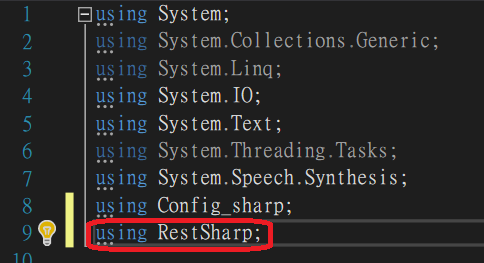 1 using System;
2 using System.Collections.Generic;
3 using System.Linq;
4 using System.IO;
5 using System.Text;
6 using System.Threading.Tasks;
7 using System.Speech.Synthesis;
8 using Config_sharp;
9 using RestSharp;
10